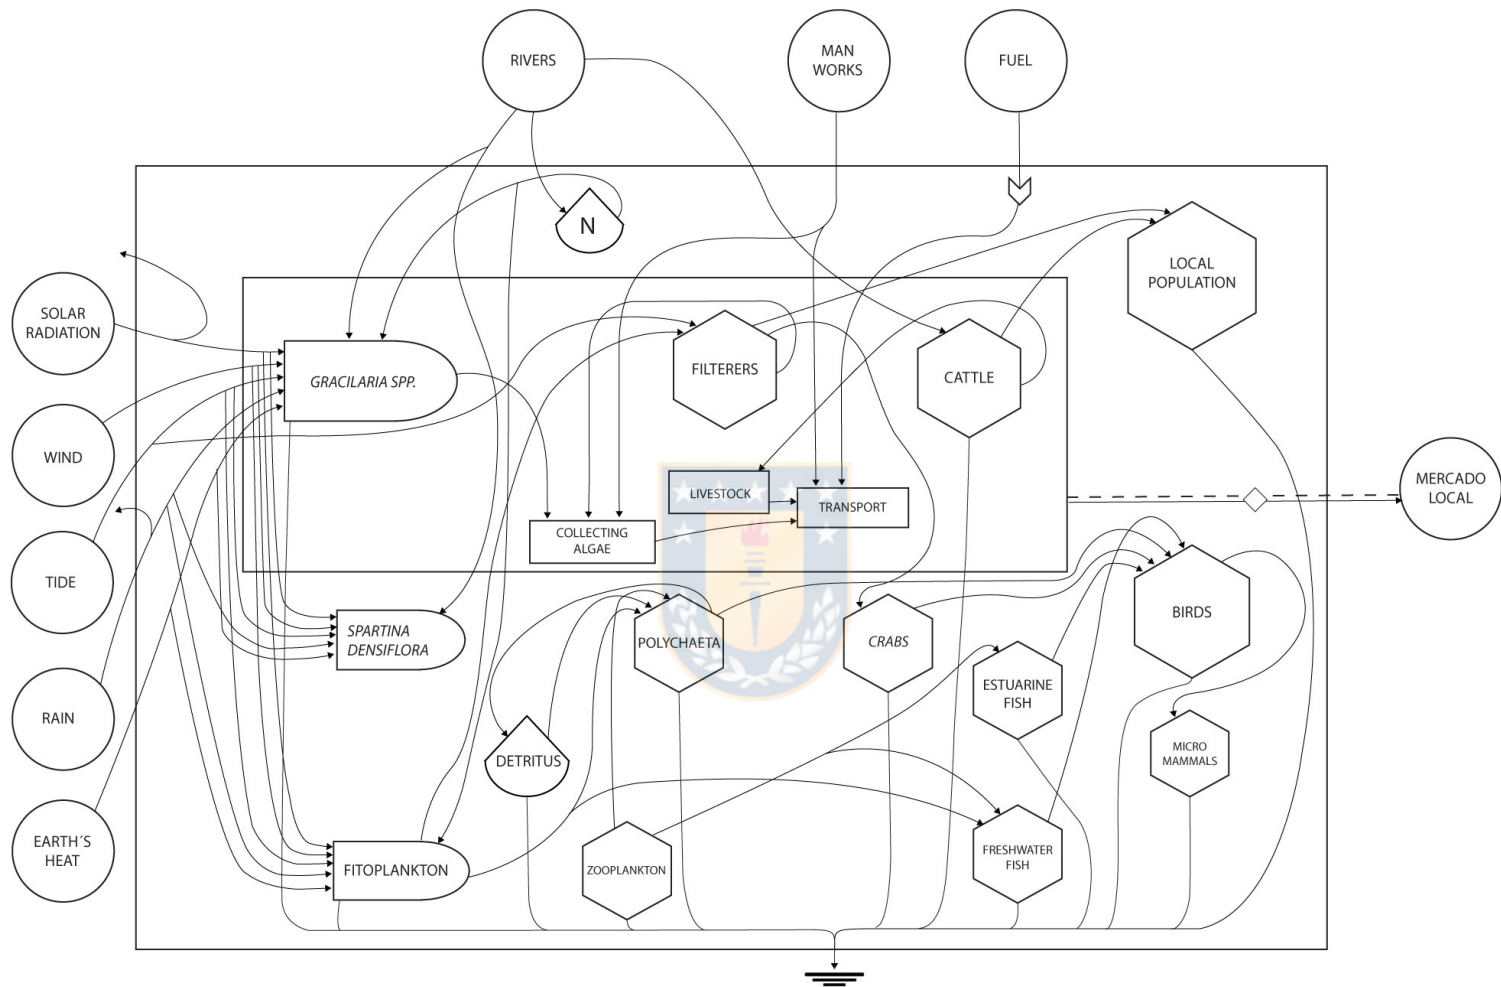 RIVERS
MAN
WORKS
FUEL
N
LOCAL
POPULATION
SOLAR
RADIATION
GRACILARIA SPP.
FILTERERS
CATTLE
WIND
LIVESTOCK
TRANSPORT
COLLECTING
ALGAE
MERCADO
LOCAL
TIDE
SPARTINA
DENSIFLORA
POLYCHAETA
CRABS
BIRDS
ESTUARINE
FISH
RAIN
DETRITUS
MICRO
MAMMALS
EARTH´S
HEAT
FITOPLANKTON
ZOOPLANKTON
FRESHWATER
FISH